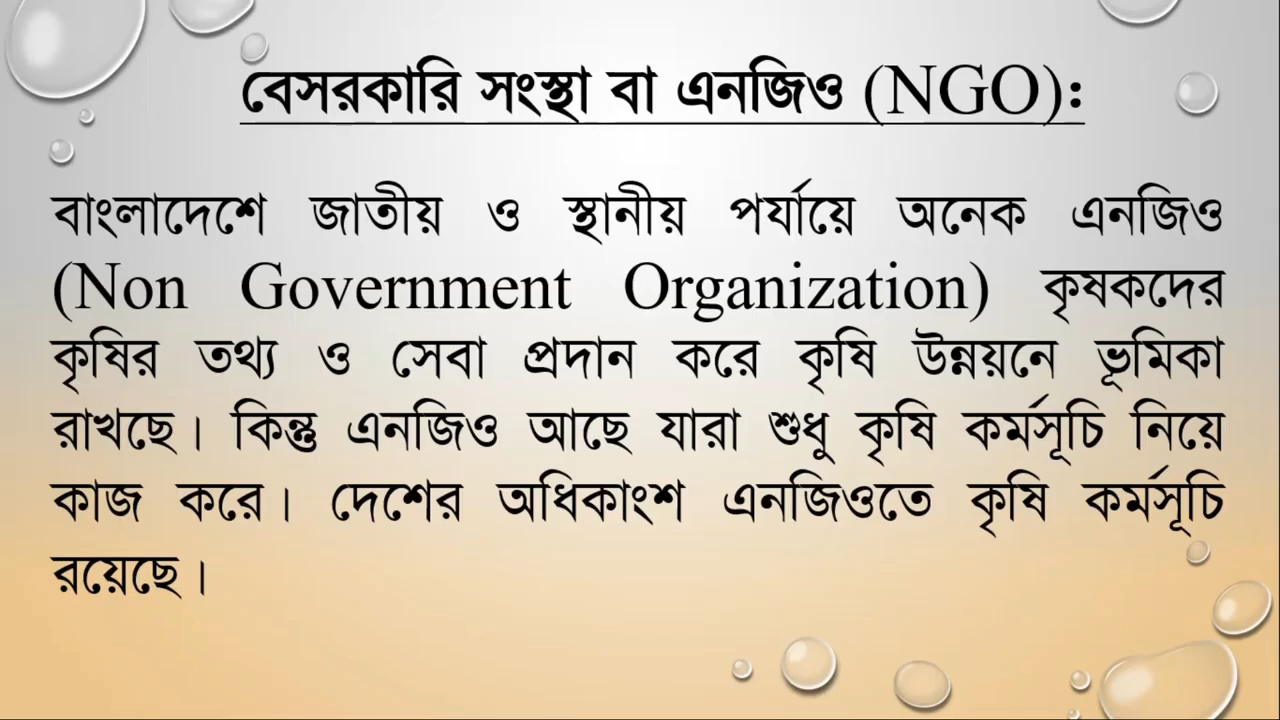 বেসরকারি সংস্থা বা এনজিও (NGO):
বাংলাদেশে জাতীয় ও স্থানীয় পর্যায়ে অনেক এনজিও
(Non Government Organization) কৃষকদের
কৃষির তথ্য ও সেবা প্রদান করে কৃষি উন্নয়নে ভূমিকা
রাখছে। কিন্তু এনজিও আছে যারা শুধু কৃষি কর্মসূচি নিয়ে
কাজ করে। দেশের অধিকাংশ এনজিওতে কৃষি কর্মসূচি
রয়েছে।